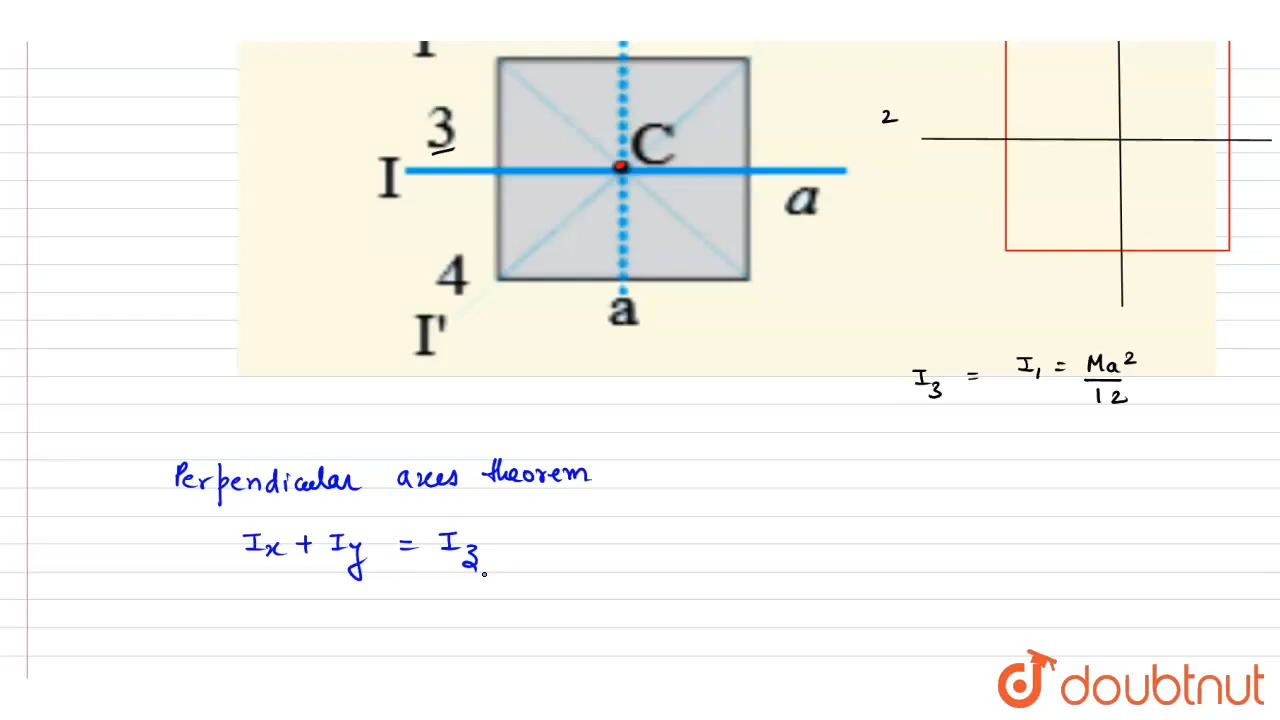 3
C
2
I
a
4
a
I'
I₃ = I₁ = Ma²/12
Perpendicular axes theorem
Ix + Iy = Iz
doubtnut